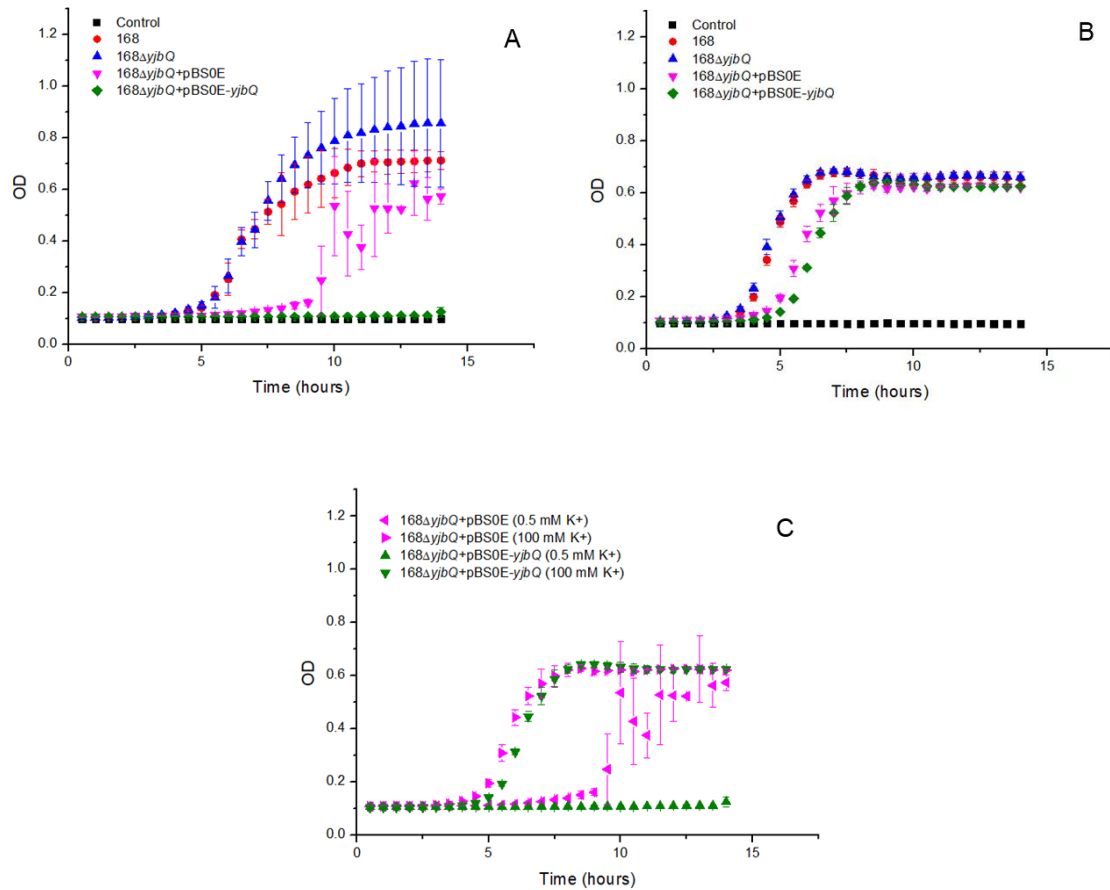 A
Control
168
168ΔyjbQ
168ΔyjbQ+pBS0E
168ΔyjbQ+pBS0E-yjbQ
OD
1.2
1.0
0.8
0.6
0.4
0.2
0.0
0 5 10 15
Time (hours)
B
Control
168
168ΔyjbQ
168ΔyjbQ+pBS0E
168ΔyjbQ+pBS0E-yjbQ
OD
1.2
1.0
0.8
0.6
0.4
0.2
0.0
0 5 10 15
Time (hours)
C
168ΔyjbQ+pBS0E (0.5 mM K+)
168ΔyjbQ+pBS0E (100 mM K+)
168ΔyjbQ+pBS0E-yjbQ (0.5 mM K+)
168ΔyjbQ+pBS0E-yjbQ (100 mM K+)
OD
1.2
1.0
0.8
0.6
0.4
0.2
0.0
0 5 10 15
Time (hours)